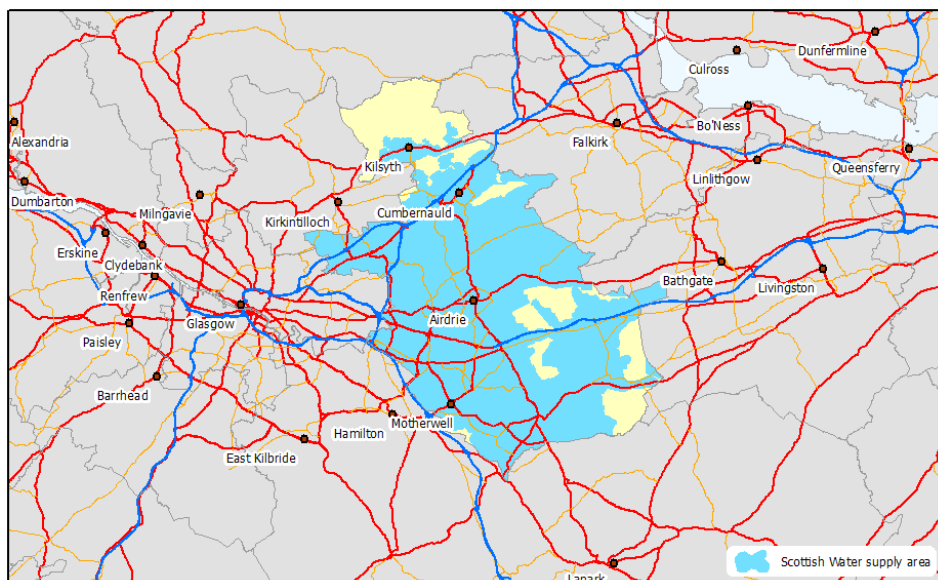 Dunfermline
Culross
Bo'Ness
Alexandria
Falkirk
Kilsyth
Queensferry
Linlithgow
Dumbarton
Milngavie
Cumbernauld
Kirkintilloch
Erskine
Clydebank
Bathgate
Livingston
Renfrew
Airdrie
Glasgow
Paisley
Barrhead
Motherwell
Hamilton
East Kilbride
Scottish Water supply area
Lanark